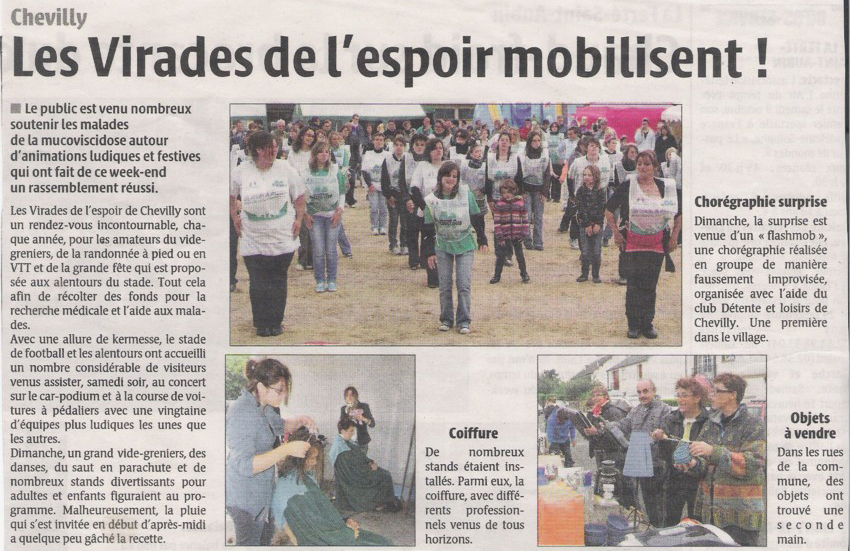 Chevilly
Les Virades de l'espoir mobilisent !
Le public est venu nombreux
soutenir les malades
de la mucoviscidose autour
d'animations ludiques et festives
qui ont fait de ce week-end
un rassemblement réussi.
Les Virades de l'espoir de Chevilly sont
un rendez-vous incontournable, cha-
que année, pour les amateurs du vide-
greniers, de la randonnée à pied ou en
VTT et de la grande fête qui est propo-
sée aux alentours du stade. Tout cela
afin de récolter des fonds pour la
recherche médicale et l'aide aux mala-
des.
Avec une allure de kermesse, le stade
de football et les alentours ont accueilli
un nombre considérable de visiteurs
venus assister, samedi soir, au concert
sur le car-podium et à la course de voi-
tures à pédaliers avec une vingtaine
d'équipes plus ludiques les unes que
les autres.
Dimanche, un grand vide-greniers, des
danses, du saut en parachute et de
nombreux stands divertissants pour
adultes et enfants figuraient au pro-
gramme. Malheureusement, la pluie
qui s'est invitée en début d'après-midi
a quelque peu gâché la recette.
Chorégraphie surprise
Dimanche, la surprise est
venue d'un « flashmob »,
une chorégraphie réalisée
en groupe de manière
faussement improvisée,
organisée avec l'aide du
club Détente et loisirs de
Chevilly. Une première
dans le village.
Coiffure
De nombreux
stands étaient ins-
tallés. Parmi eux, la
coiffure, avec diffé-
rents profession-
nels venus de tous
horizons.
Objets
à vendre
Dans les rues
de la com-
mune, des
objets ont
trouvé une
seconde
main.